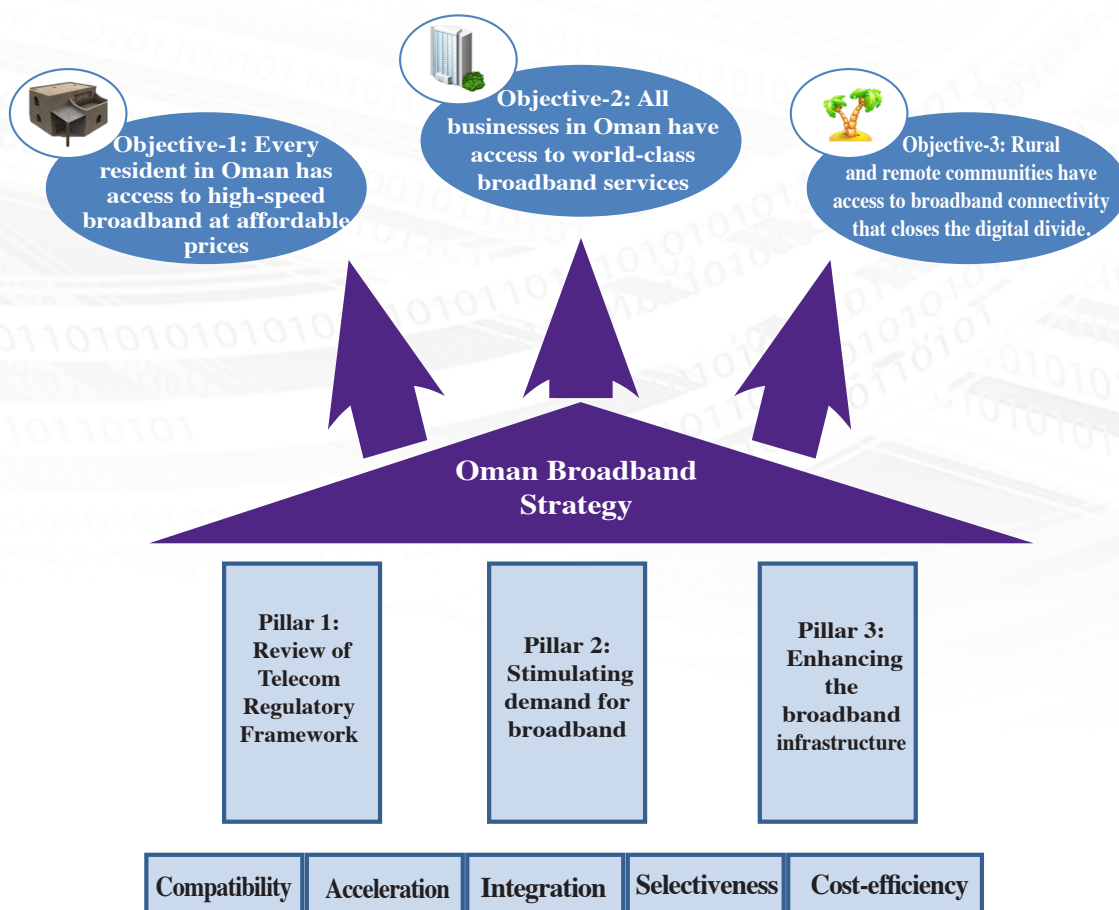 Objective-1: Every
resident in Oman has
access to high-speed
broadband at affordable
prices
Objective-2: All
businesses in Oman have
access to world-class
broadband services
Objective-3: Rural
and remote communities have
access to broadband connectivity
that closes the digital divide.
Oman Broadband
Strategy
Pillar 1:
Review of
Telecom
Regulatory
Framework
Pillar 2:
Stimulating
demand for
broadband
Pillar 3:
Enhancing
the
broadband
infrastructure
Compatibility
Acceleration
Integration
Selectiveness
Cost-efficiency